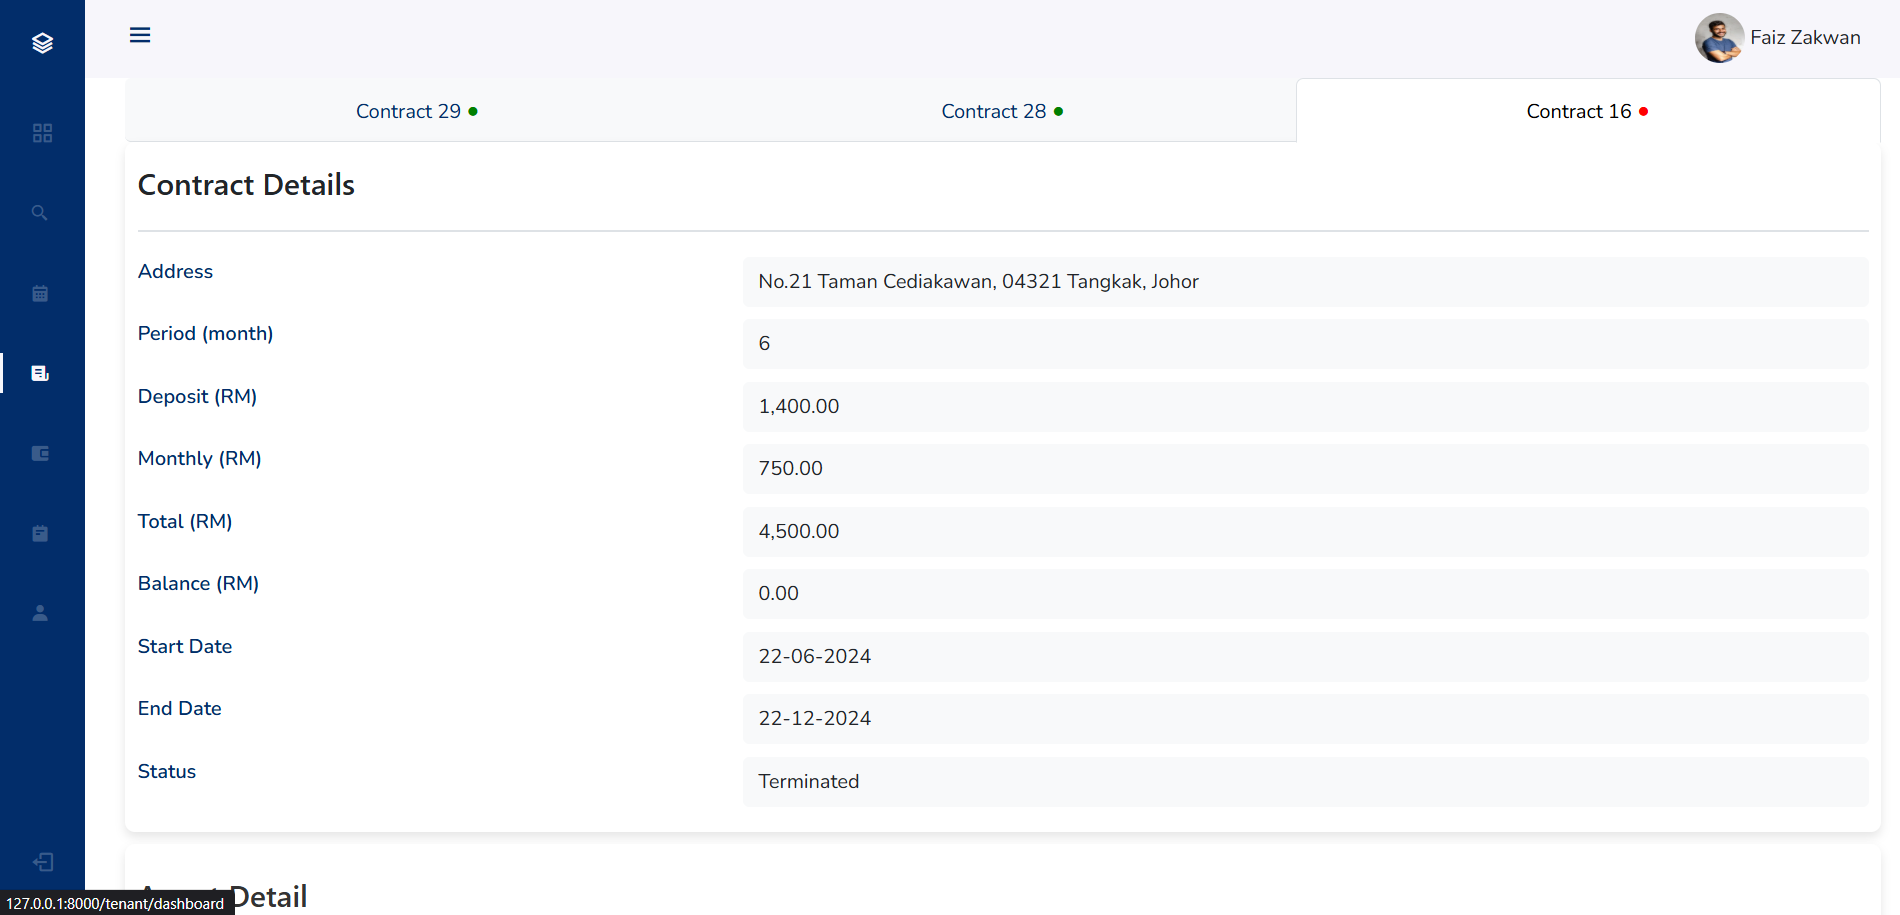 Faiz Zakwan
Contract 29
Contract 28
Contract 16
Contract Details
Address
No.21 Taman Cediakawan, 04321 Tangkak, Johor
Period (month)
6
Deposit (RM)
1,400.00
Monthly (RM)
750.00
Total (RM)
4,500.00
Balance (RM)
0.00
Start Date
22-06-2024
End Date
22-12-2024
Status
Terminated
Detail
127.0.0.1:8000/tenant/dashboard